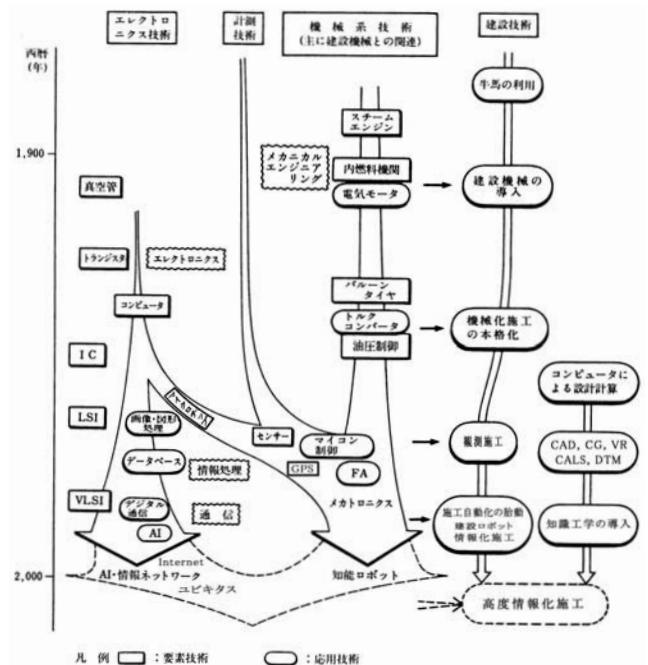 エレクトロ
ニクス技術
計測
技術
機械系技術
(主に建設機械との関連)
建設技術
西暦
(年)
1,900
2,000
牛馬の利用
スチーム
エンジン
メカニカル
エンジニア
リング
内燃料機関
電気モータ
建設機械の
導入
真空管
トランジスタ
エレクトロニクス
コンピュータ
バルーン
タイヤ
トルク
コンバータ
油圧制御
機械化施工
の本格化
IC
コンピュータ
による設計計算
LSI
画像・図形
処理
センサー
マイコン
制御
観測施工
CAD, CG, VR
CALS, DTM
データベース
情報処理
GPS
FA
VLSI
デジタル
通信
通信
メカトロニクス
施工自動化の胎動
建設ロボット
情報化施工
知識工学の導入
AI
Internet
AI・情報ネットワーク
ユビキタス
知能ロボット
高度情報化施工
凡例
:要素技術
:応用技術